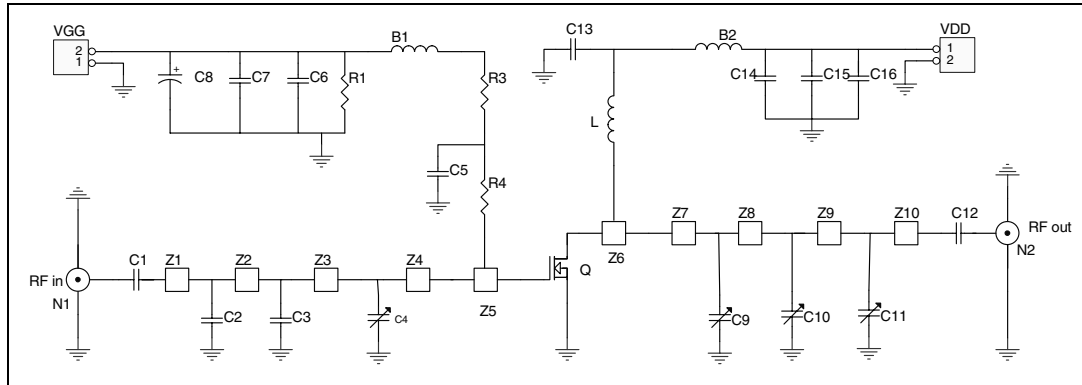 VGG
2
1
C8
+
C7
C6
R1
B1
R3
C5
R4
C13
B2
L
C14
C15
C16
VDD
1
2
RF in
N1
C1
Z1
C2
Z2
C3
Z3
C4
Z4
Z5
Q
Z6
Z7
C9
Z8
C10
Z9
C11
Z10
C12
RF out
N2